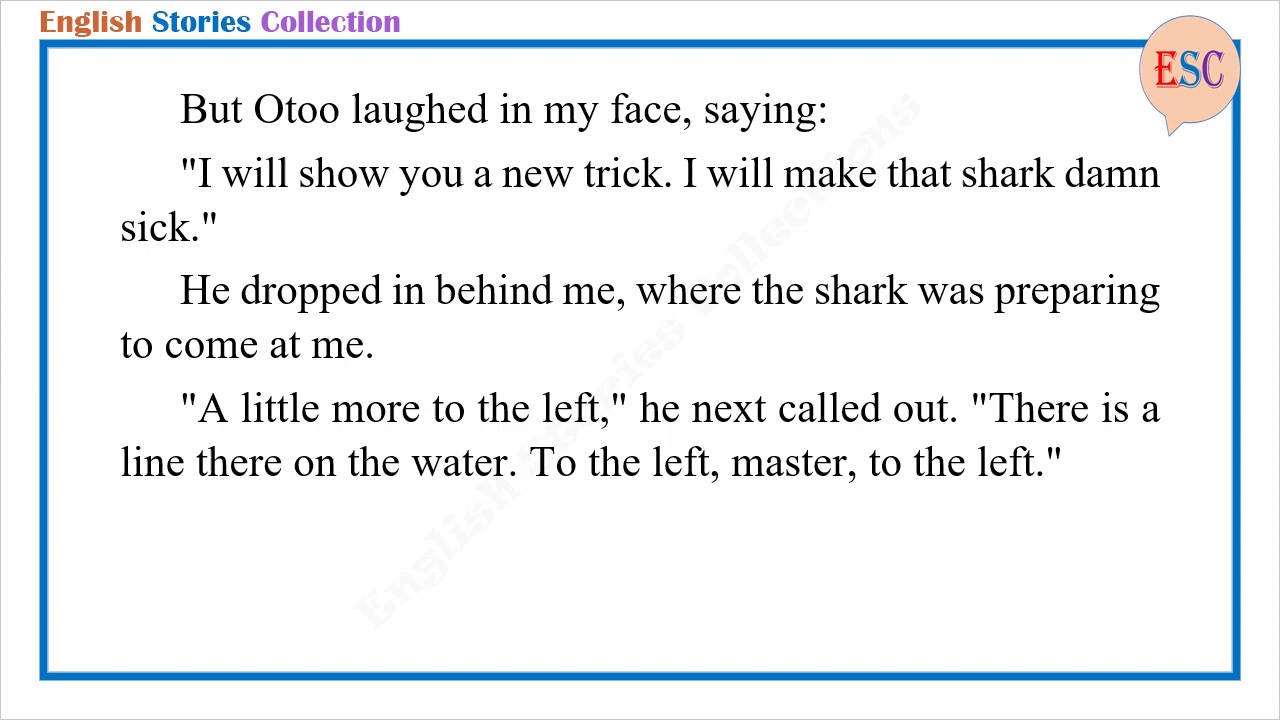 English Stories Collection
ESC
But Otoo laughed in my face, saying:
"I will show you a new trick. I will make that shark damn
sick."
He dropped in behind me, where the shark was preparing
to come at me.
"A little more to the left," he next called out. "There is a
line there on the water. To the left, master, to the left."
English Stories Collections